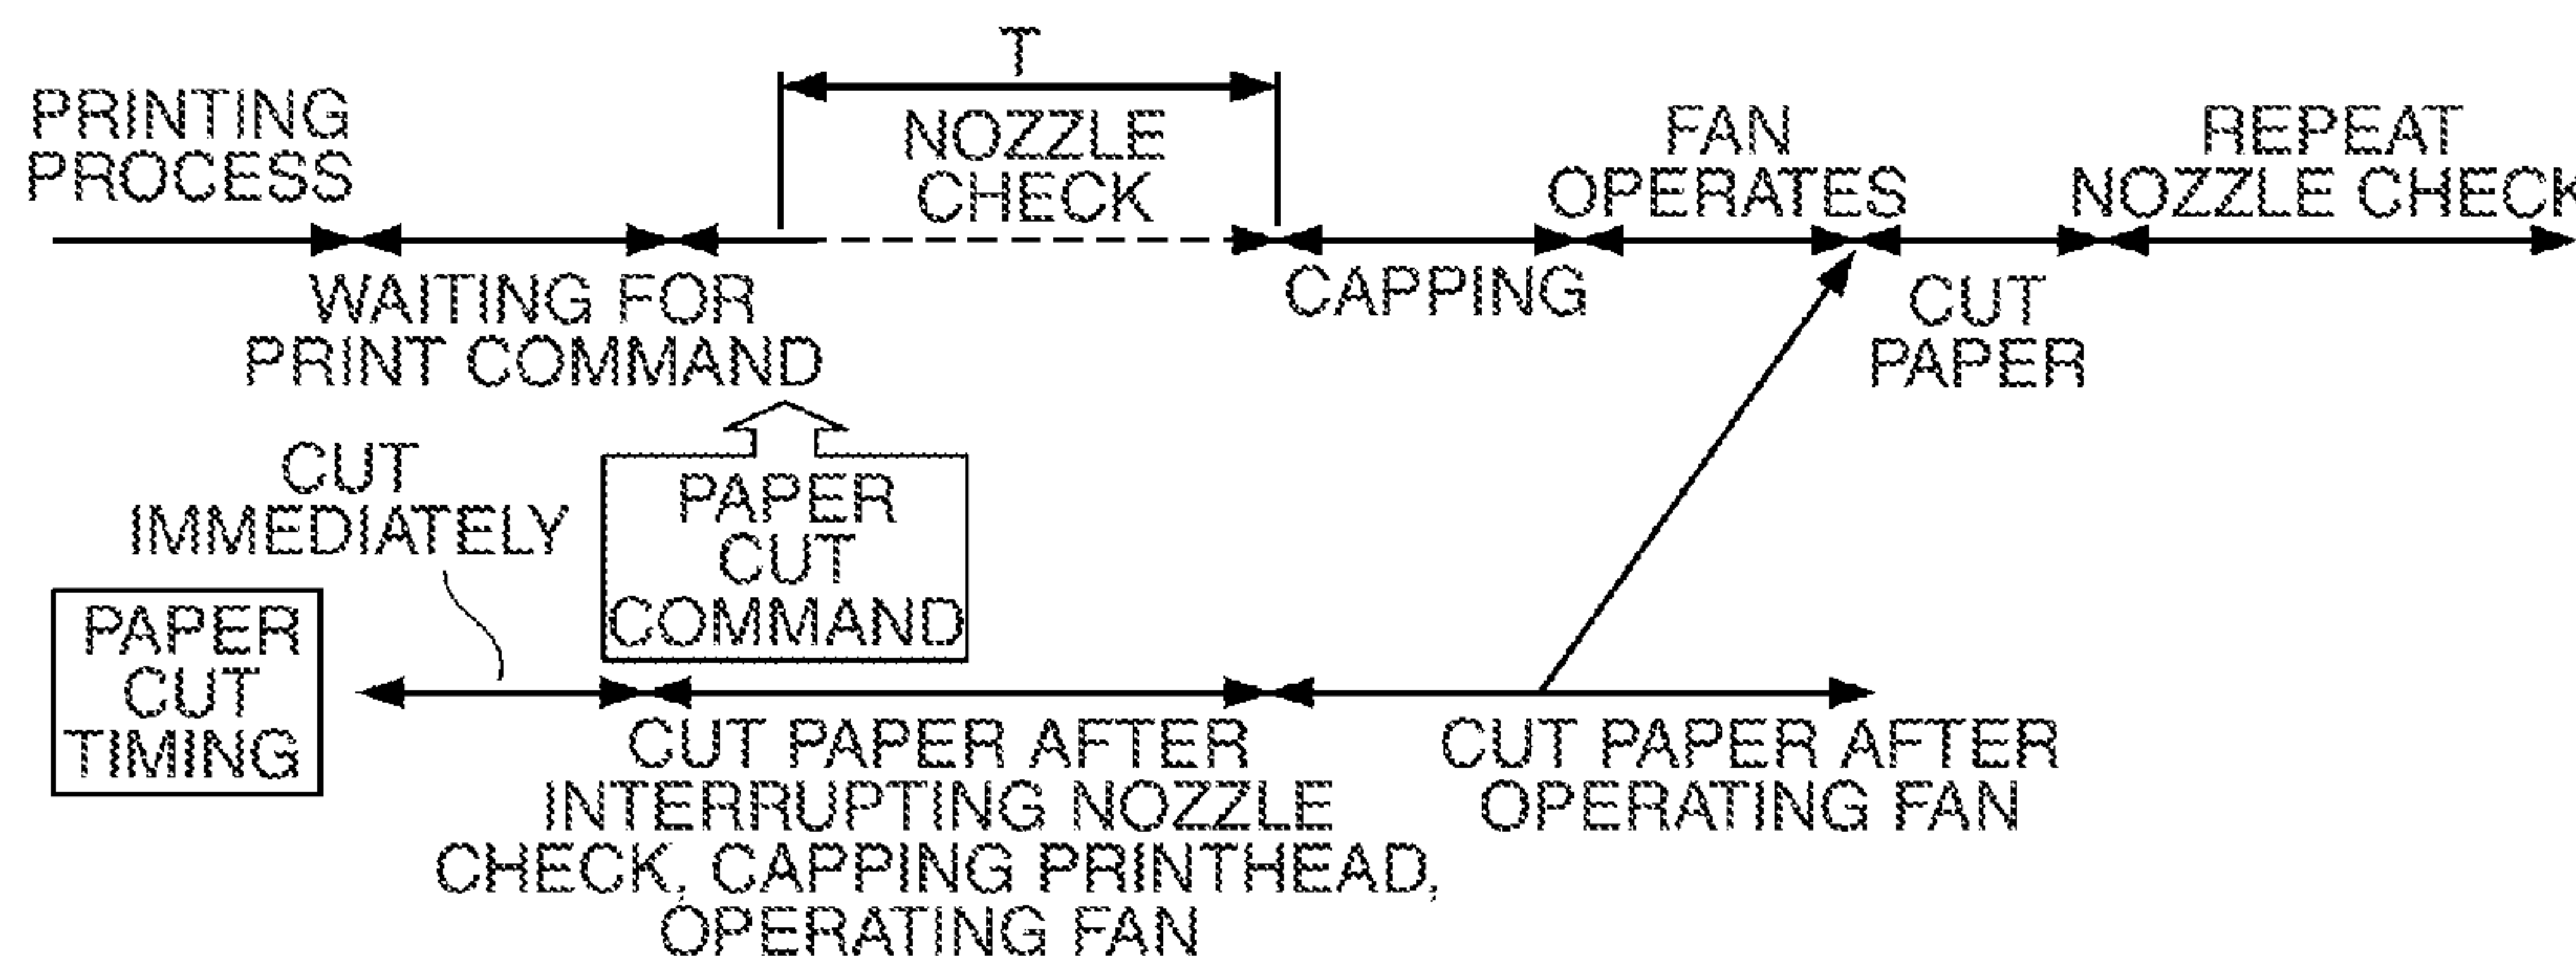 T
PRINTING
PROCESS
NOZZLE
CHECK
FAN
OPERATES
REPEAT
NOZZLE CHECK
WAITING FOR
PRINT COMMAND
CAPPING
CUT
PAPER
CUT
IMMEDIATELY
PAPER
CUT
COMMAND
PAPER
CUT
TIMING
CUT PAPER AFTER
INTERRUPTING NOZZLE
CHECK, CAPPING PRINTHEAD,
OPERATING FAN
CUT PAPER AFTER
OPERATING FAN